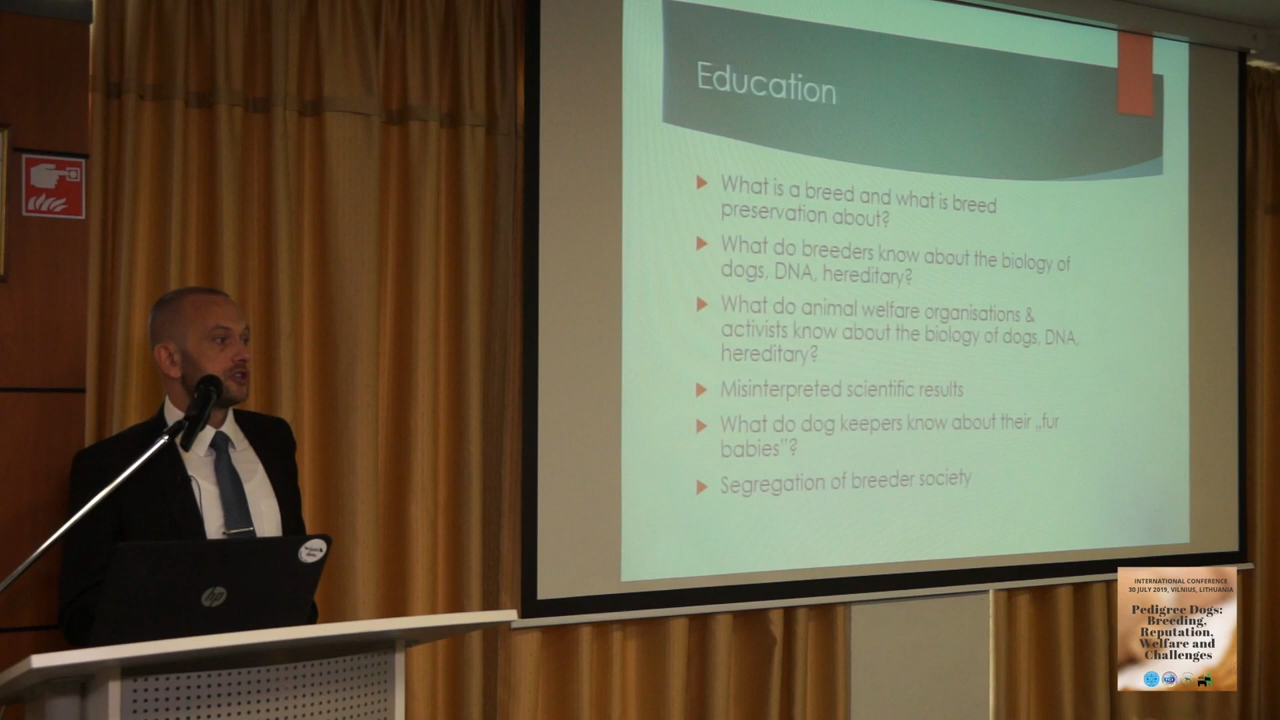 Education
What is a breed and what is breed
preservation about?
What do breeders know about the biology of
dogs, DNA, hereditary?
What do animal welfare organisations &
activists know about the biology of dogs, DNA,
hereditary?
Misinterpreted scientific results
What do dog keepers know about their „fur
babies”?
Segregation of breeder society
hp
INTERNATIONAL CONFERENCE
30 JULY 2019, VILNIUS, LITHUANIA
Pedigree Dogs:
Breeding,
Reputation,
Welfare and
Challenges